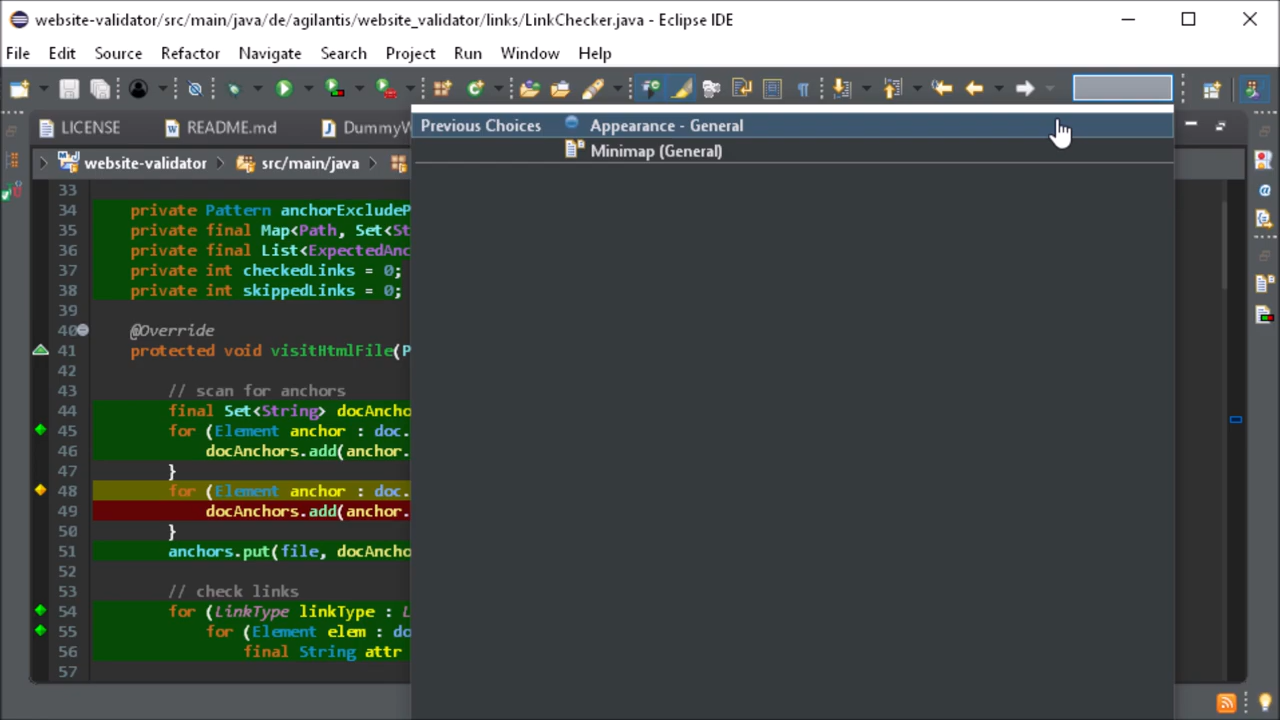 website-validator/src/main/java/de/agilantis/website_validator/links/LinkChecker.java - Eclipse IDE
File Edit Source Refactor Navigate Search Project Run Window Help
LICENSE README.md DummyW
Previous Choices Appearance - General
Minimap (General)
website-validator src/main/java
33
34 private Pattern anchorExcludeP
35 private final Map<Path, Set<St
36 private final List<ExpectedAnc
37 private int checkedLinks = 0;
38 private int skippedLinks = 0;
39
40 @Override
41 protected void visitHtmlFile(P
42
43 // scan for anchors
44 final Set<String> docAncho
45 for (Element anchor : doc.
46 docAnchors.add(anchor.
47 }
48 for (Element anchor : doc.
49 docAnchors.add(anchor.
50 }
51 anchors.put(file, docAncho
52
53 // check links
54 for (LinkType linkType : L
55 for (Element elem : do
56 final String attr
57